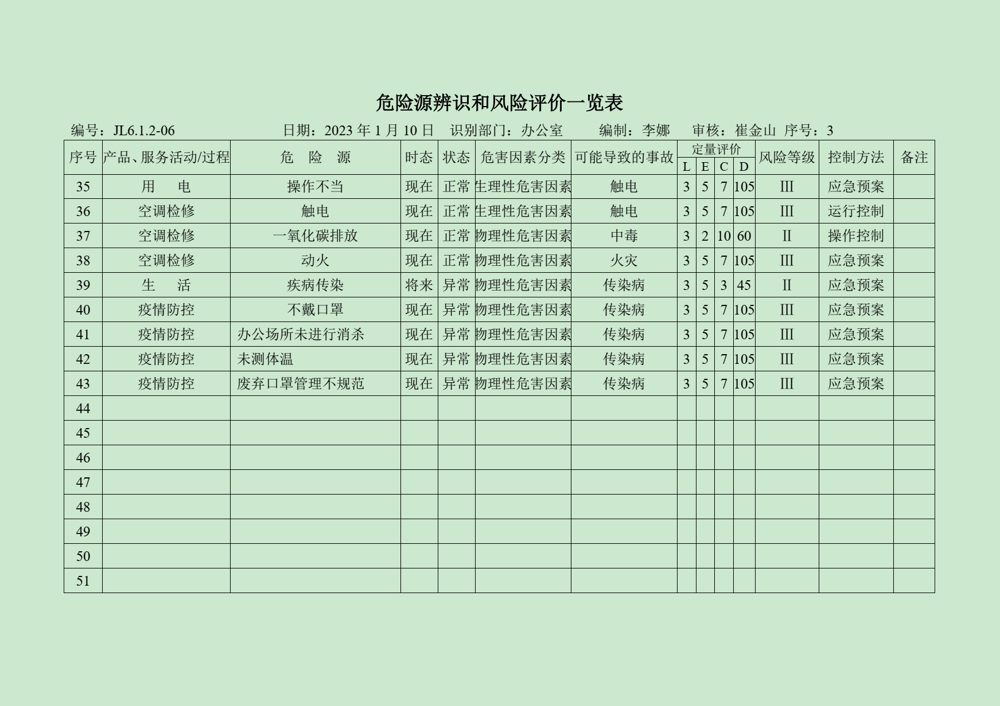 危险源辨识和风险评价一览表
编号：JL6.1.2-06 日期：2023 年 1 月 10 日 识别部门：办公室 编制：李娜 审核：崔金山 序号：3
序号 产品、服务活动/过程 危 险 源 时态 状态 危害因素分类 可能导致的事故 定量评价 风险等级 控制方法 备注
L E C D
35 用 电 操作不当 现在 正常 生理性危害因素 触电 3 5 7 105 Ⅲ 应急预案
36 空调检修 触电 现在 正常 生理性危害因素 触电 3 5 7 105 Ⅲ 运行控制
37 空调检修 一氧化碳排放 现在 正常 物理性危害因素 中毒 3 2 10 60 Ⅱ 操作控制
38 空调检修 动火 现在 正常 物理性危害因素 火灾 3 5 7 105 Ⅲ 应急预案
39 生 活 疾病传染 将来 异常 物理性危害因素 传染病 3 5 3 45 Ⅱ 应急预案
40 疫情防控 不戴口罩 现在 异常 物理性危害因素 传染病 3 5 7 105 Ⅲ 应急预案
41 疫情防控 办公场所未进行消杀 现在 异常 物理性危害因素 传染病 3 5 7 105 Ⅲ 应急预案
42 疫情防控 未测体温 现在 异常 物理性危害因素 传染病 3 5 7 105 Ⅲ 应急预案
43 疫情防控 废弃口罩管理不规范 现在 异常 物理性危害因素 传染病 3 5 7 105 Ⅲ 应急预案
44
45
46
47
48
49
50
51